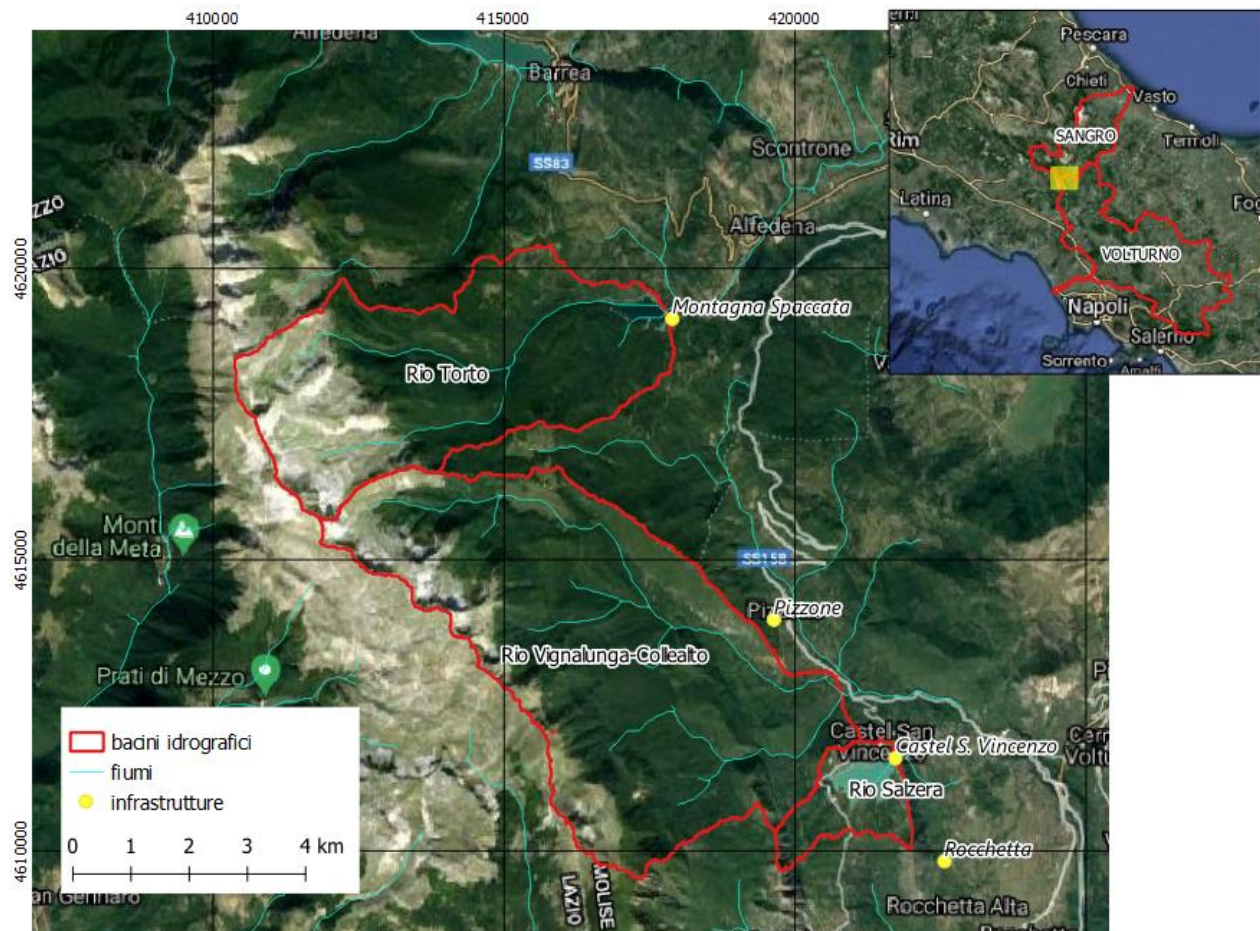 410000
415000
420000
Alfedena
Barrea
Scontrone
SS83
Alfedena
4620000
Montagna Spaccata
Rio Torto
Monti
della Meta
4615000
SS158
Pizzone
Rio Vignalunga-Collealto
Prati di Mezzo
Castel San
Castel S. Vincenzo
Rio Salzera
bacini idrografici
fiumi
infrastrutture
0 1 2 3 4 km
4610000
Rocchetta
LAZIO
MOLISE
Rocchetta Alta
Pescara
Chieti
Vasto
SANGRO
Termoli
Latina
VOLTURNO
Napoli
Salerno
Sorrento
Amalfi